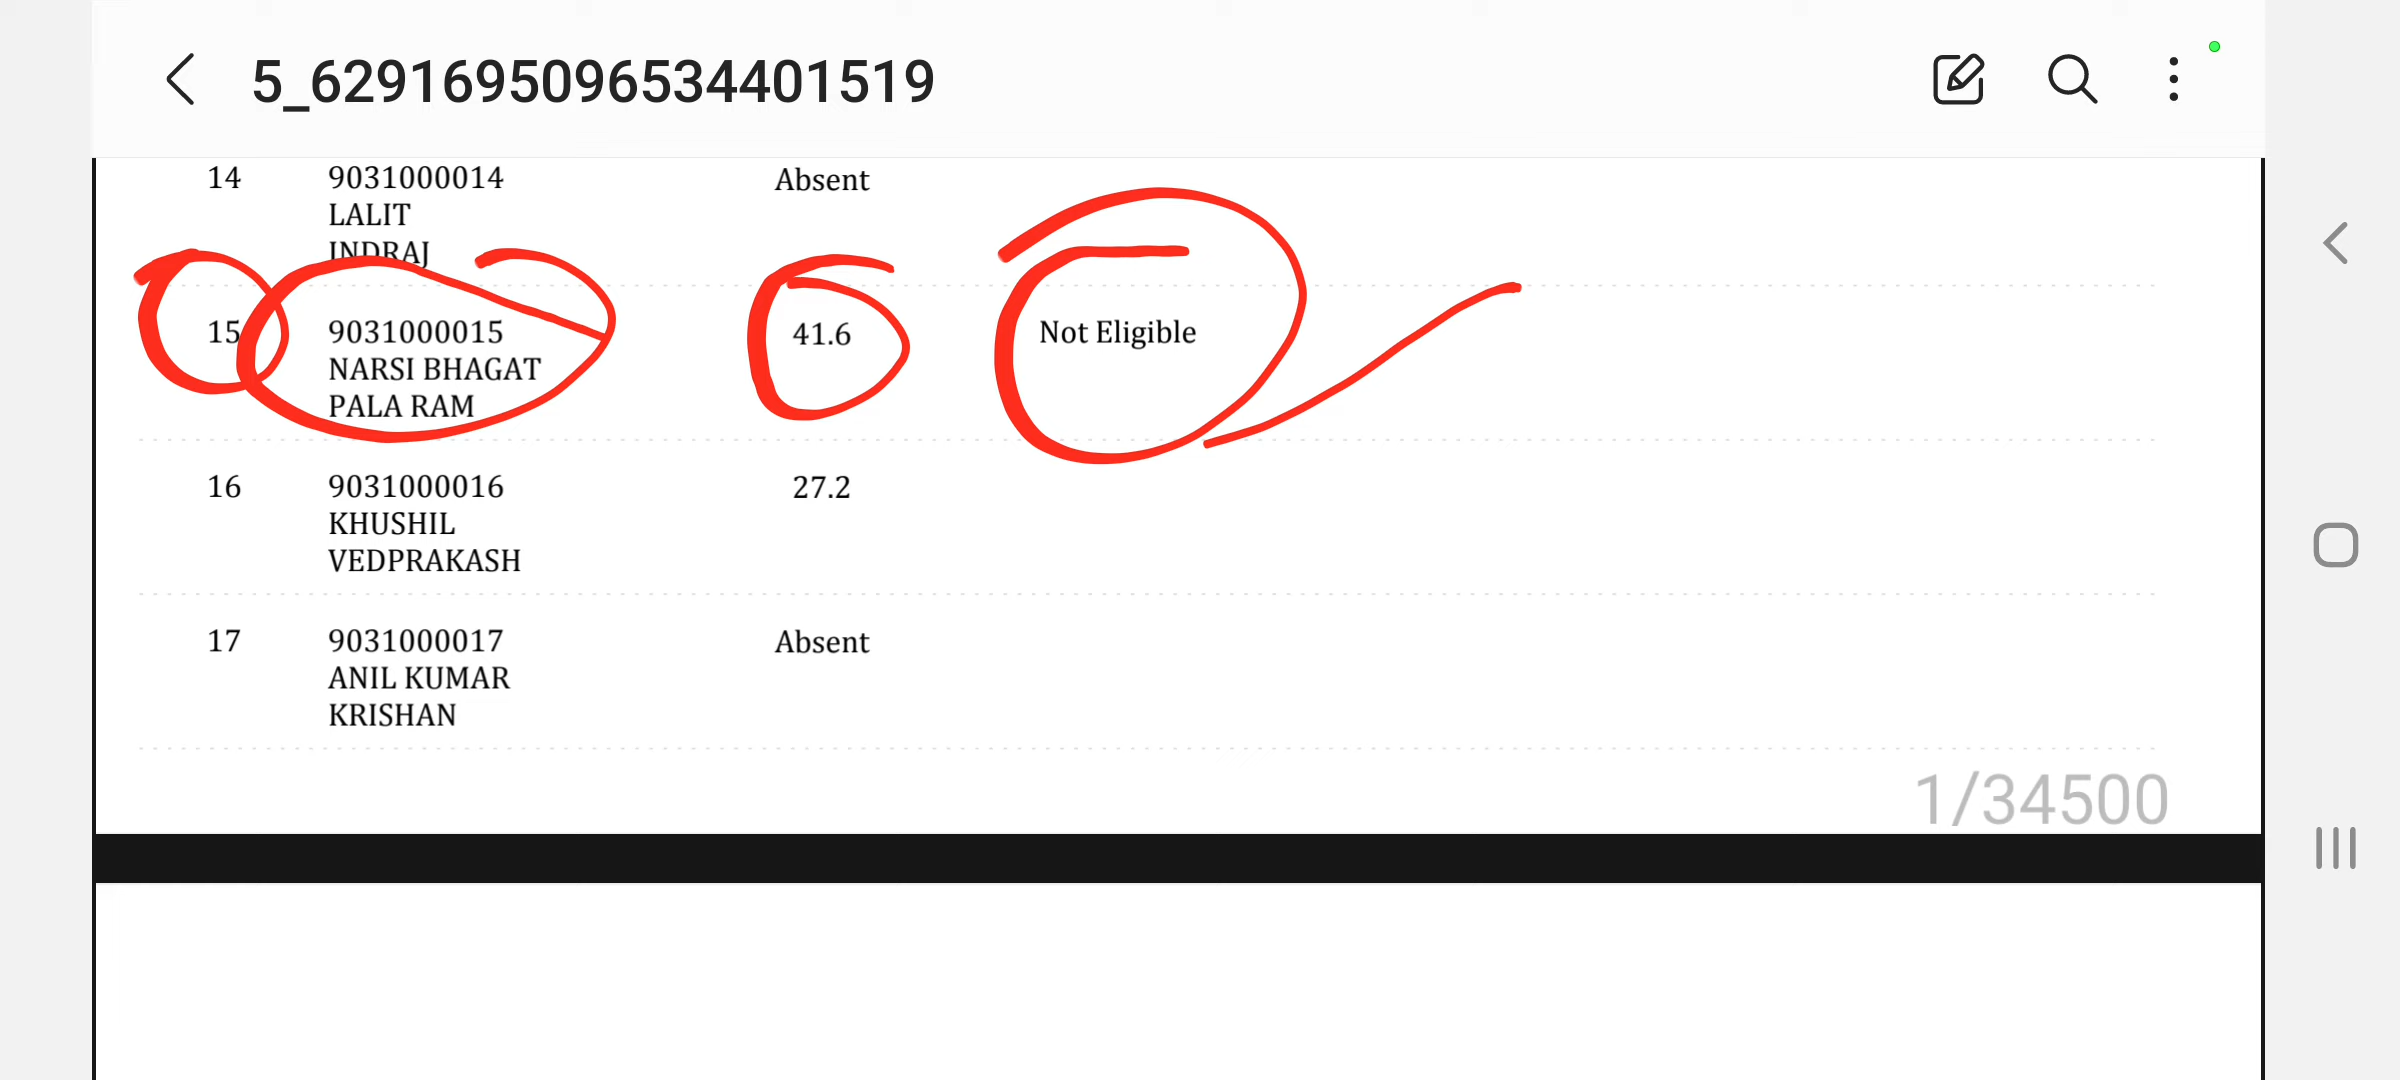 5_6291695096534401519
14 9031000014 Absent
LALIT
INDRAJ
15 9031000015 41.6 Not Eligible
NARSI BHAGAT
PALA RAM
16 9031000016 27.2
KHUSHIL
VEDPRAKASH
17 9031000017 Absent
ANIL KUMAR
KRISHAN
1/34500